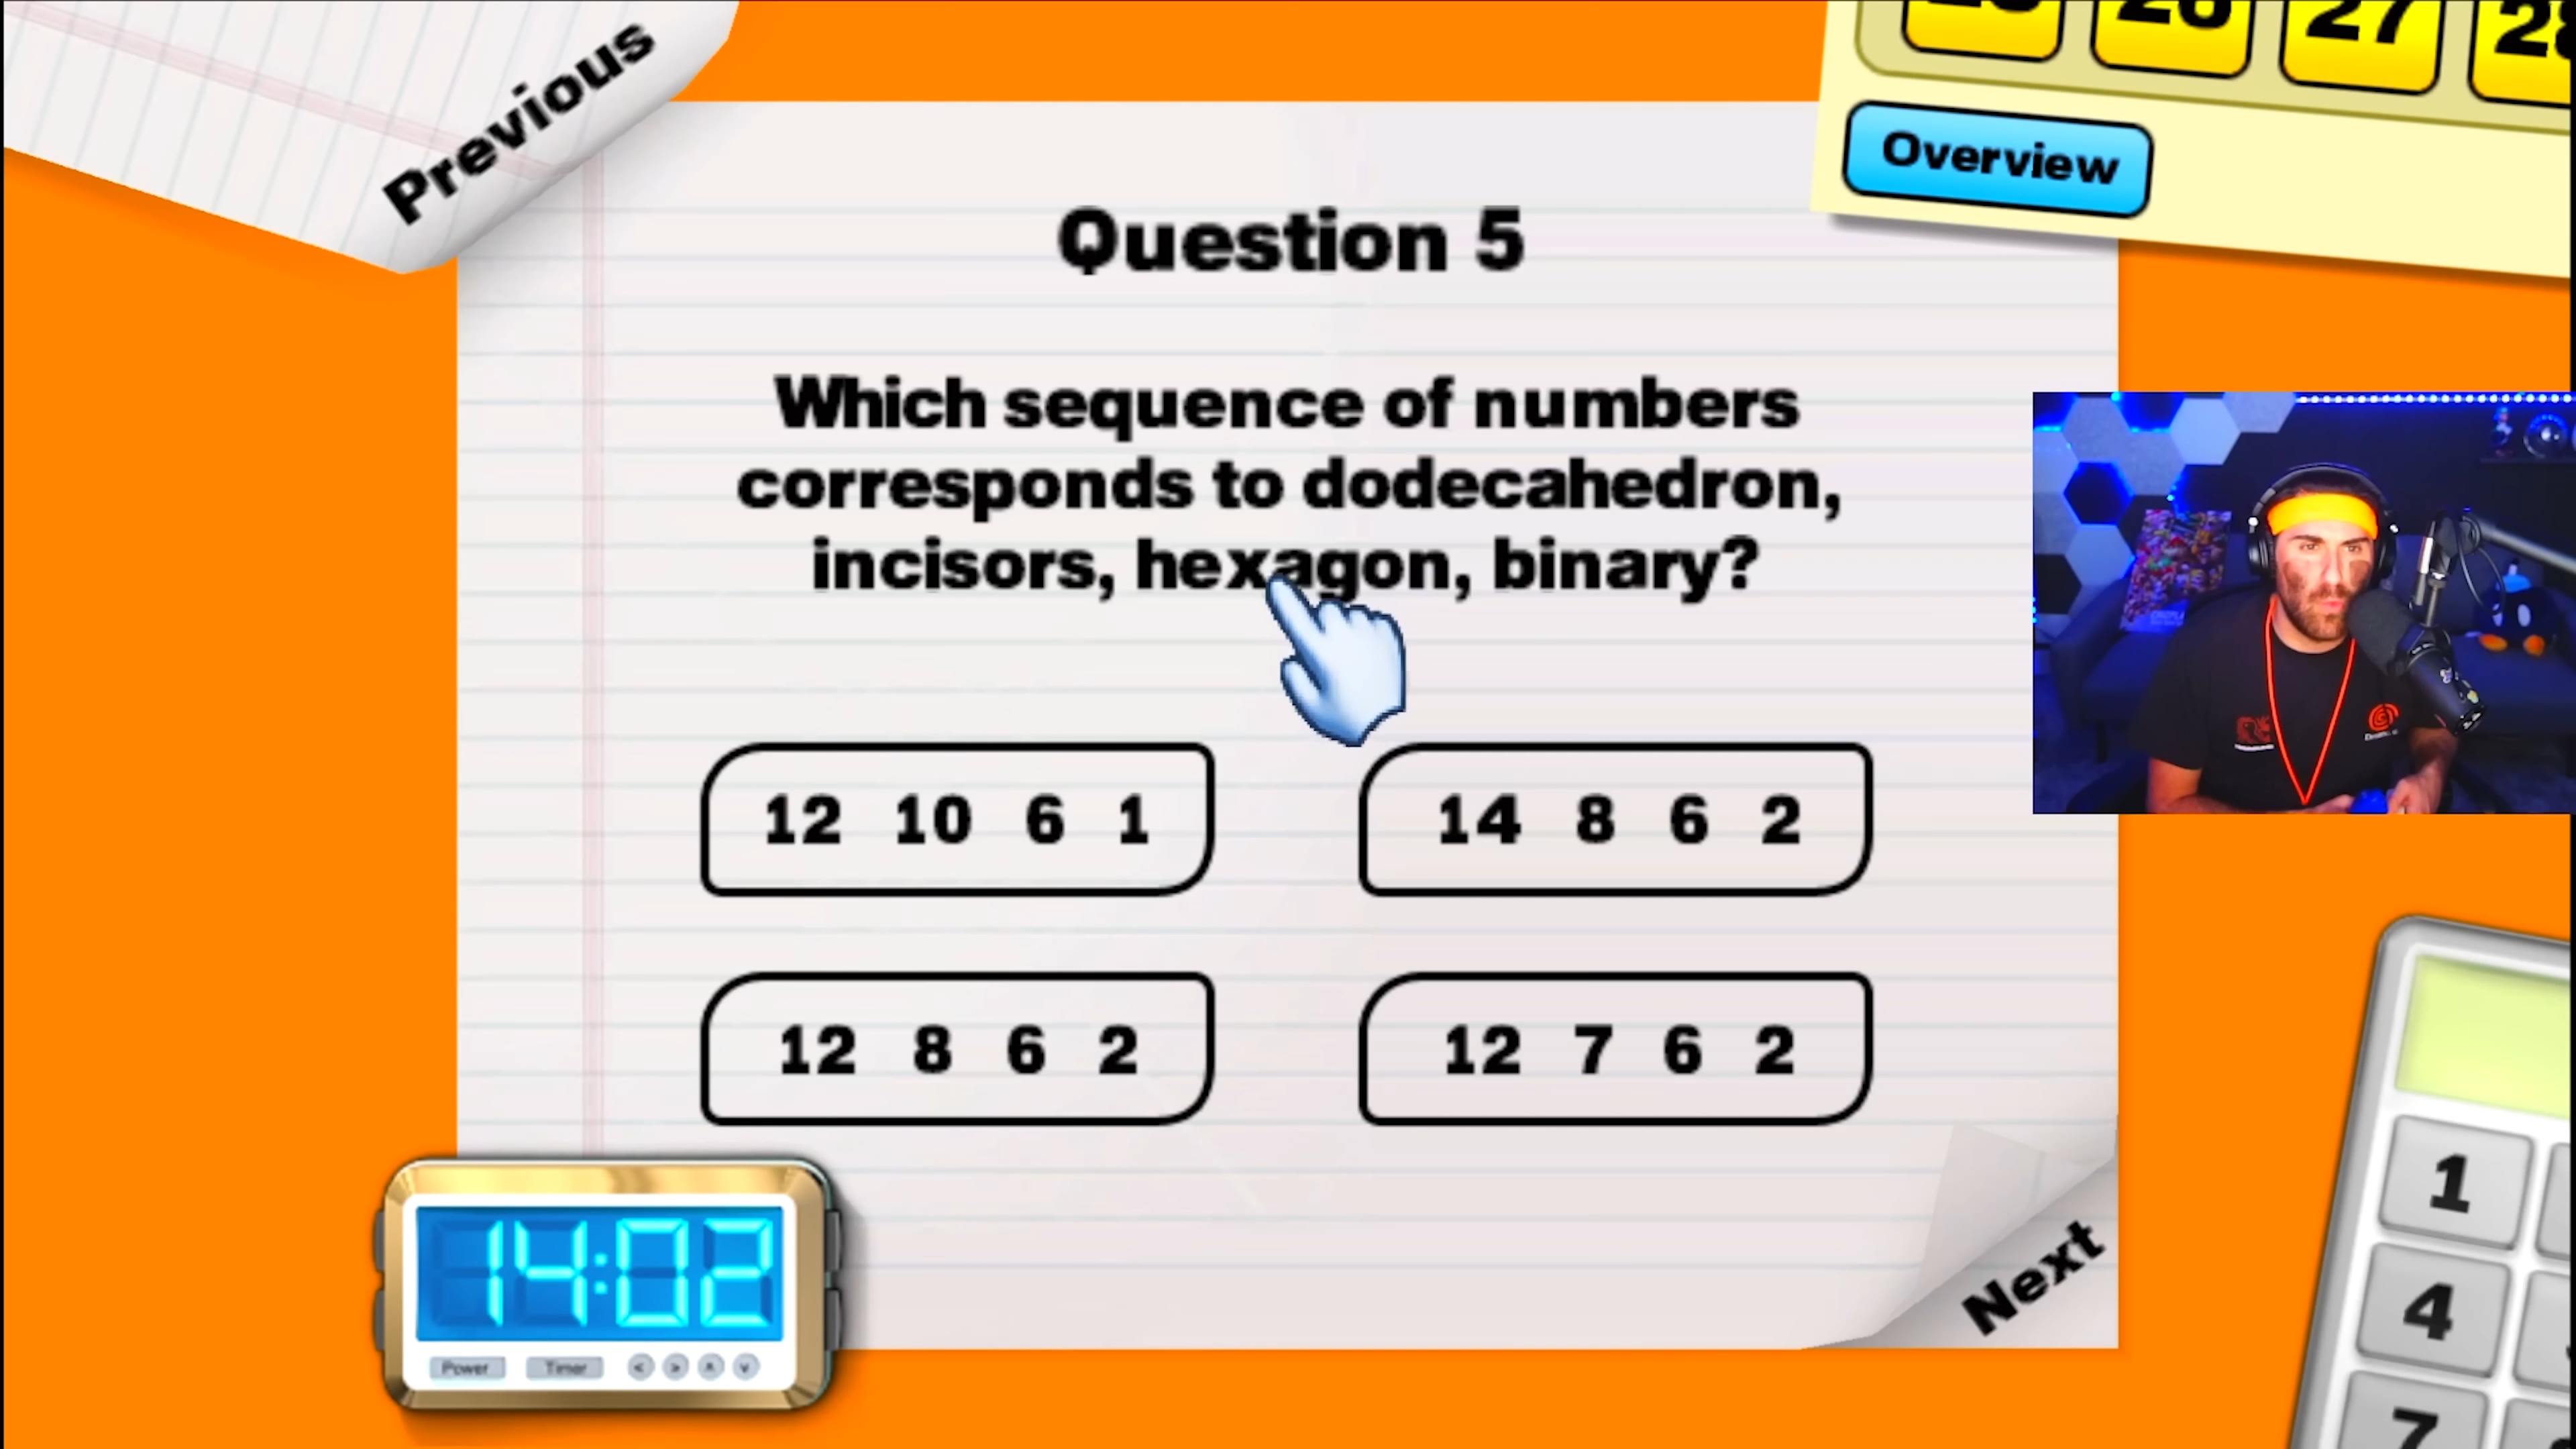 Previous
26 27
Overview
Question 5
Which sequence of numbers
corresponds to dodecahedron,
incisors, hexagon, binary?
12 10 6 1
14 8 6 2
12 8 6 2
12 7 6 2
14:02
Power Timer < > ^ v
Next
1
4
7